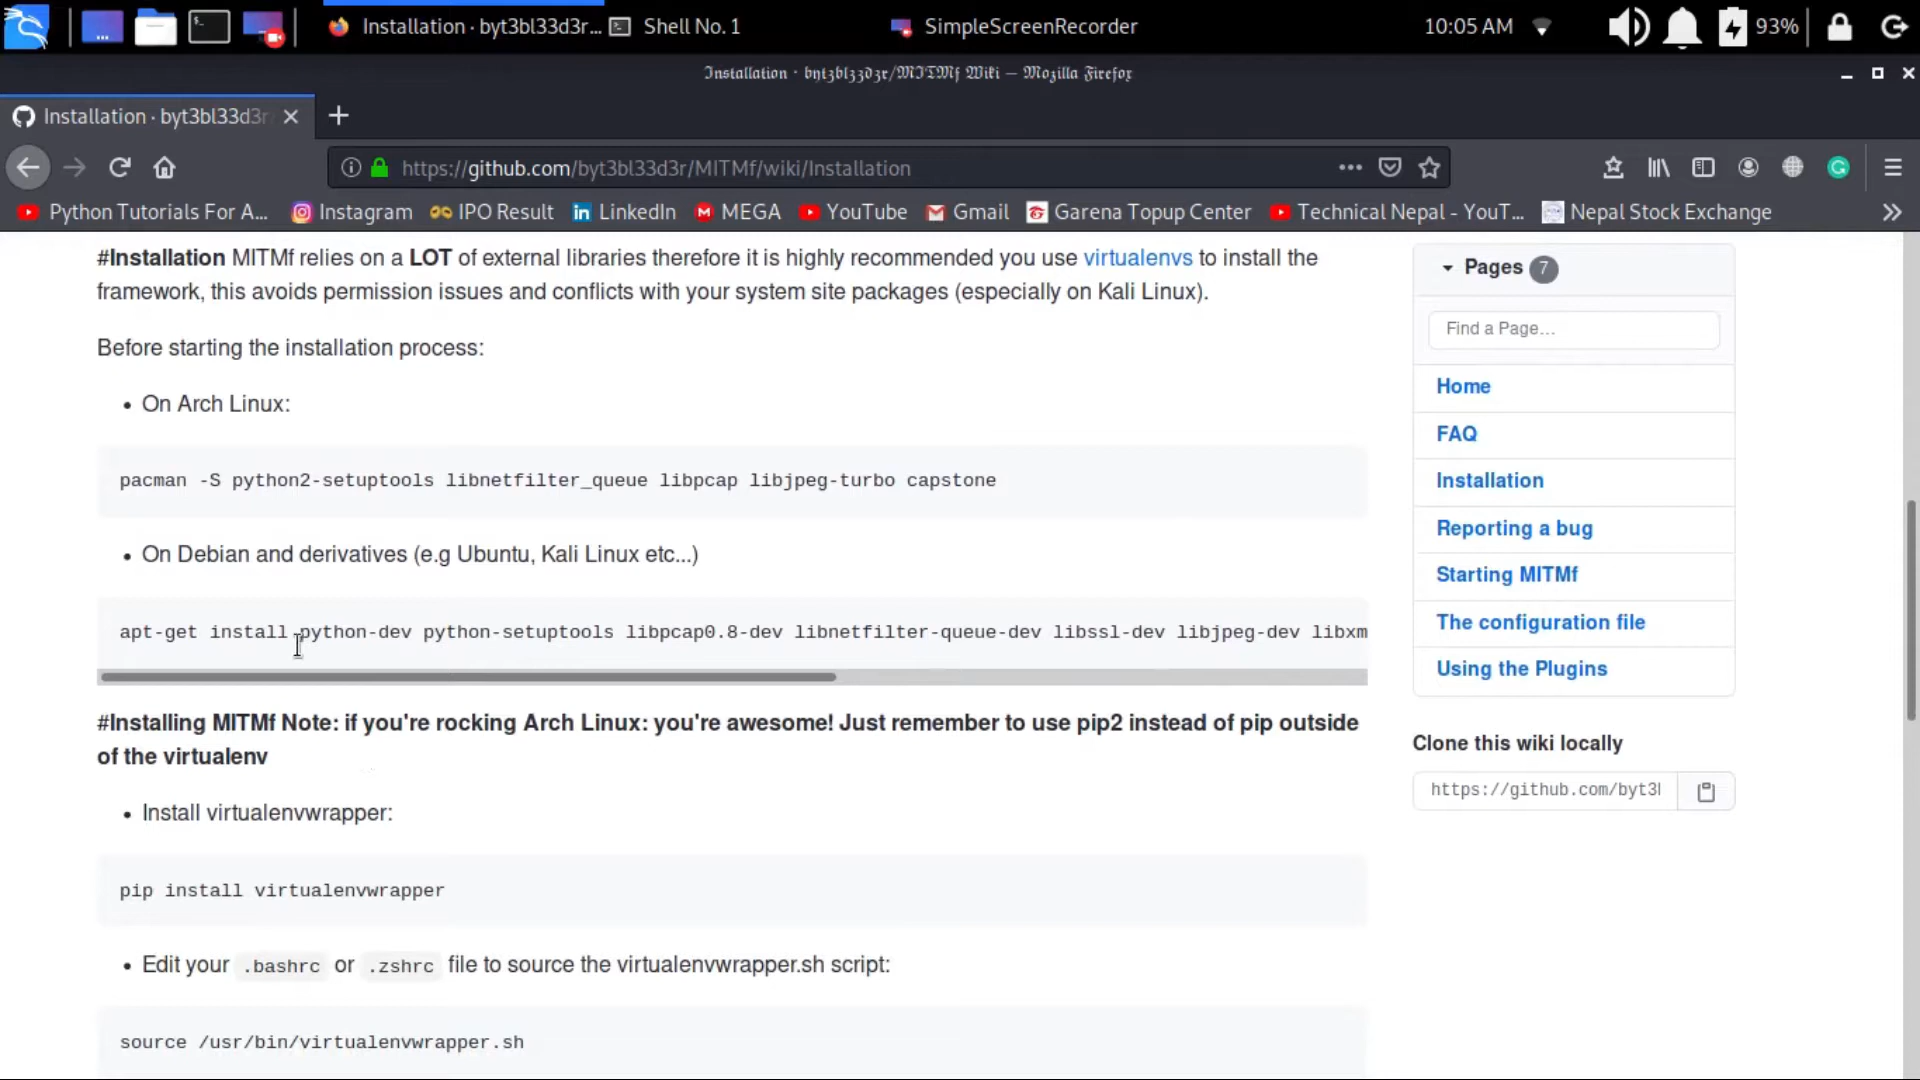 Installation · byt3bl33d3r... Shell No. 1 SimpleScreenRecorder 10:05 AM 93%
Installation · byt3bl33d3r/MITMf Wiki — Mozilla Firefox
Installation · byt3bl33d3r
https://github.com/byt3bl33d3r/MITMf/wiki/Installation
Python Tutorials For A... Instagram IPO Result LinkedIn MEGA YouTube Gmail Garena Topup Center Technical Nepal - YouT... Nepal Stock Exchange
#Installation MITMf relies on a LOT of external libraries therefore it is highly recommended you use virtualenvs to install the
framework, this avoids permission issues and conflicts with your system site packages (especially on Kali Linux).
Before starting the installation process:
• On Arch Linux:
pacman -S python2-setuptools libnetfilter_queue libpcap libjpeg-turbo capstone
• On Debian and derivatives (e.g Ubuntu, Kali Linux etc...)
apt-get install python-dev python-setuptools libpcap0.8-dev libnetfilter-queue-dev libssl-dev libjpeg-dev libxm
#Installing MITMf Note: if you're rocking Arch Linux: you're awesome! Just remember to use pip2 instead of pip outside
of the virtualenv
• Install virtualenvwrapper:
pip install virtualenvwrapper
• Edit your .bashrc or .zshrc file to source the virtualenvwrapper.sh script:
source /usr/bin/virtualenvwrapper.sh
Pages 7
Find a Page...
Home
FAQ
Installation
Reporting a bug
Starting MITMf
The configuration file
Using the Plugins
Clone this wiki locally
https://github.com/byt3l